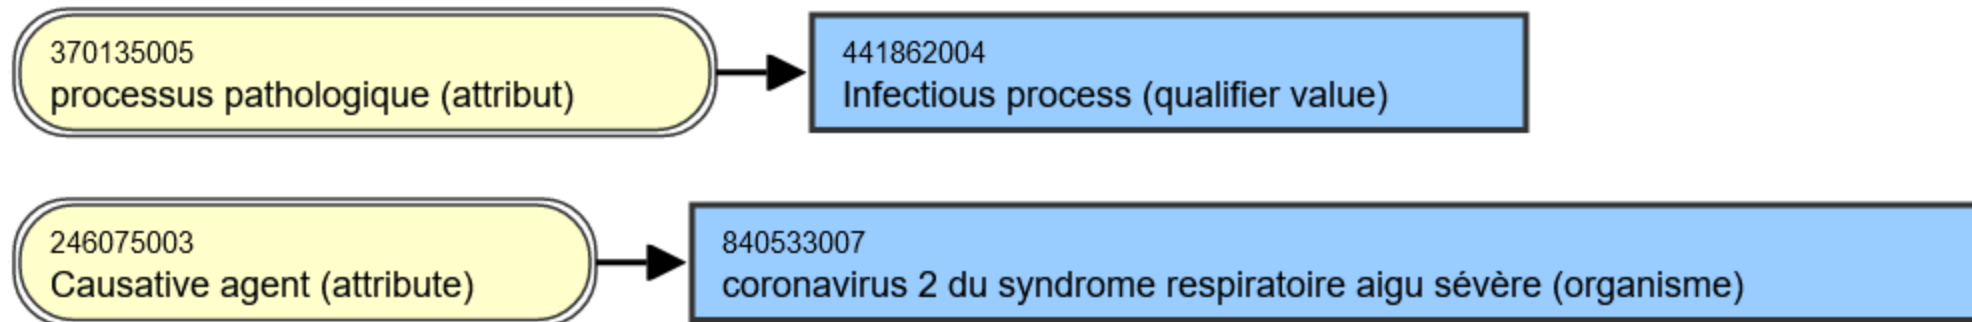 370135005
processus pathologique (attribut)
441862004
Infectious process (qualifier value)
246075003
Causative agent (attribute)
840533007
coronavirus 2 du syndrome respiratoire aigu sévère (organisme)